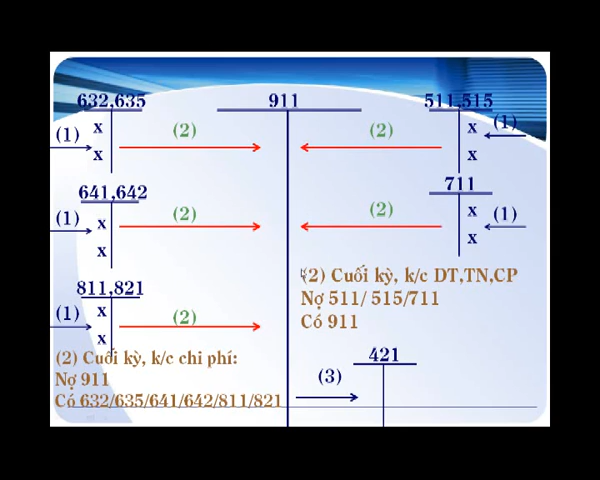 632,635 911 511,515
(1) x (2) (2) x (1)
x x
641,642 711
(1) x (2) (2) x (1)
x x
811,821
(1) x (2)
x
(2) Cuối kỳ, k/c DT,TN,CP
Nợ 511/ 515/711
Có 911
(2) Cuối kỳ, k/c chi phí:
Nợ 911
Có 632/635/641/642/811/821
421
(3)